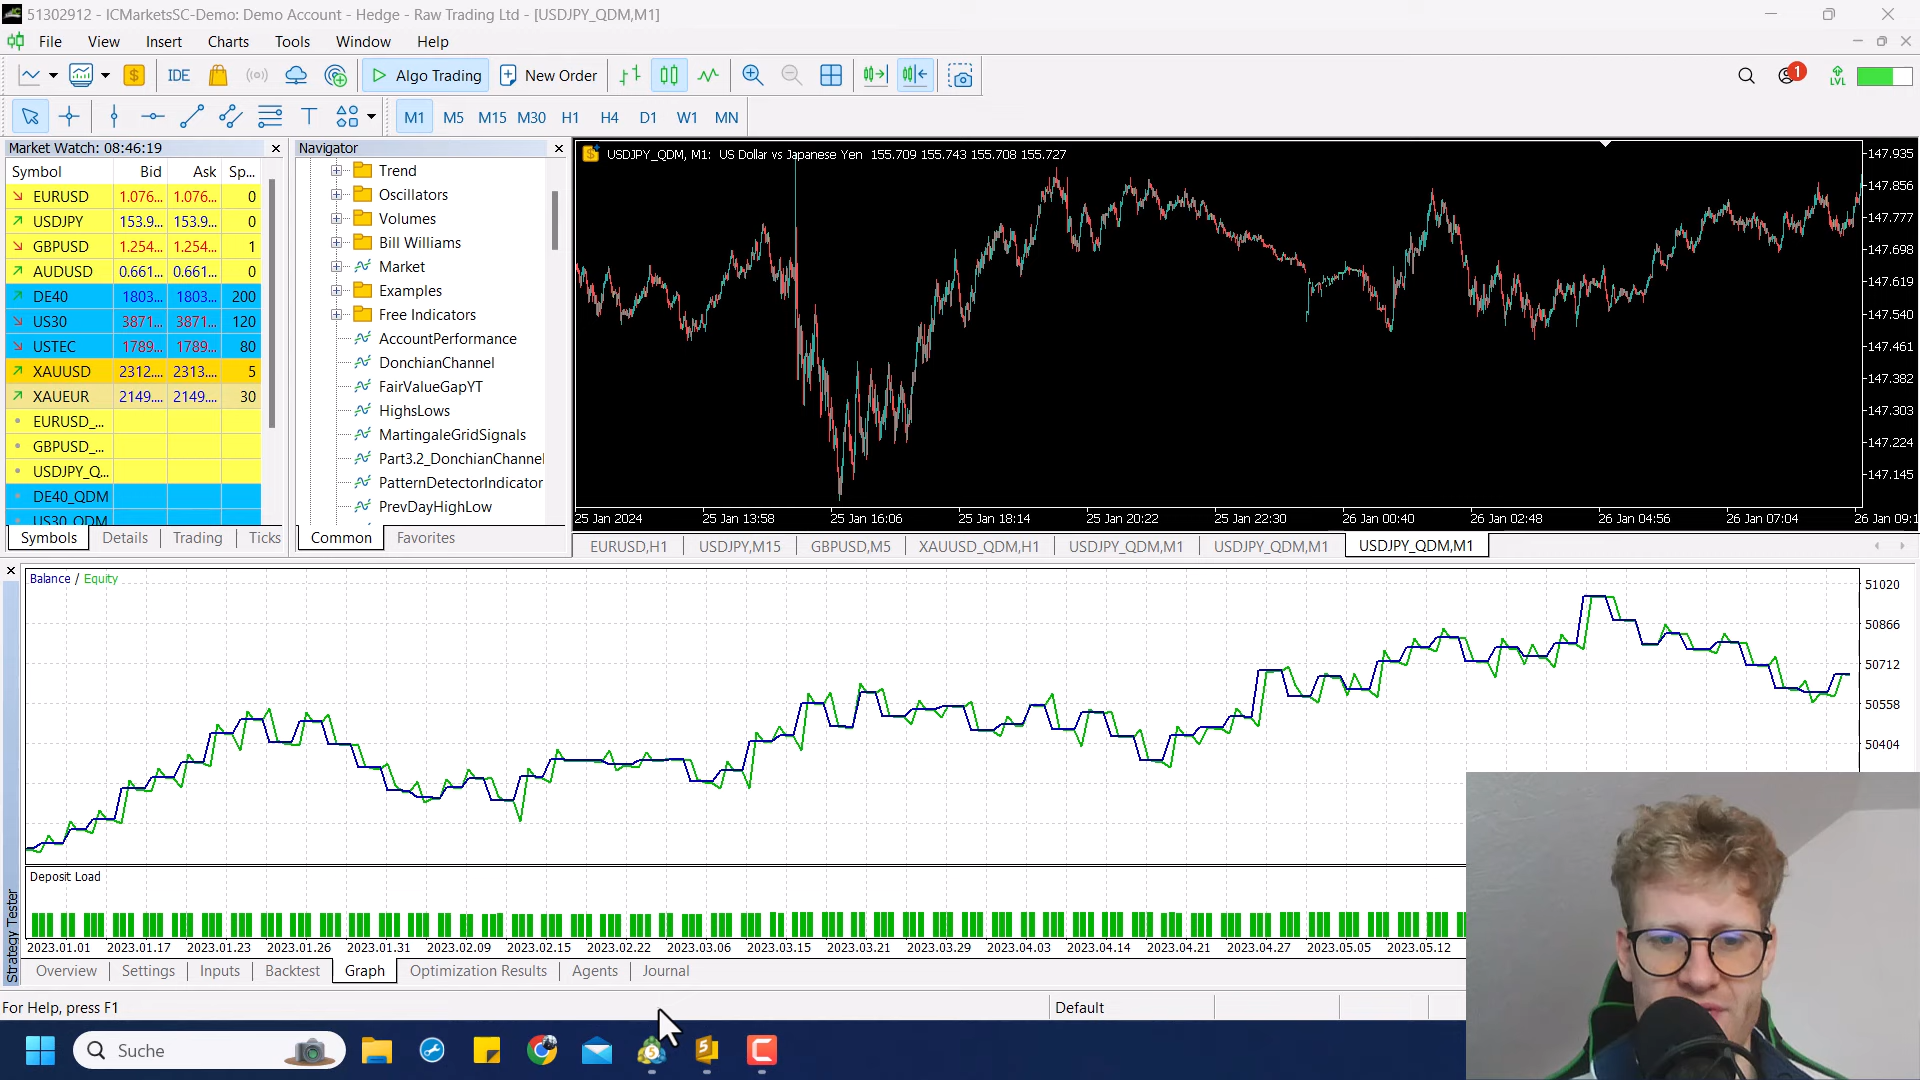 51302912 - ICMarketsSC-Demo: Demo Account - Hedge - Raw Trading Ltd - [USDJPY_QDM,M1]
File View Insert Charts Tools Window Help
IDE Algo Trading New Order 1 LVL
M1 M5 M15 M30 H1 H4 D1 W1 MN
Market Watch: 08:46:19
Symbol Bid Ask Sp...
EURUSD 1.076... 1.076... 0
USDJPY 153.9... 153.9... 0
GBPUSD 1.254... 1.254... 1
AUDUSD 0.661... 0.661... 0
DE40 1803... 1803... 200
US30 3871... 3871... 120
USTEC 1789... 1789... 80
XAUUSD 2312.... 2313.... 5
XAUEUR 2149.... 2149.... 30
EURUSD_...
GBPUSD_...
USDJPY_Q...
DE40_QDM
US30_QDM
Symbols Details Trading Ticks
Navigator
Trend
Oscillators
Volumes
Bill Williams
Market
Examples
Free Indicators
AccountPerformance
DonchianChannel
FairValueGapYT
HighsLows
MartingaleGridSignals
Part3.2_DonchianChannel
PatternDetectorIndicator
PrevDayHighLow
Common Favorites
USDJPY_QDM, M1: US Dollar vs Japanese Yen 155.709 155.743 155.708 155.727
147.935
147.856
147.777
147.698
147.619
147.540
147.461
147.382
147.303
147.224
147.145
25 Jan 2024 25 Jan 13:58 25 Jan 16:06 25 Jan 18:14 25 Jan 20:22 25 Jan 22:30 26 Jan 00:40 26 Jan 02:48 26 Jan 04:56 26 Jan 07:04 26 Jan 09:1
EURUSD,H1 USDJPY,M15 GBPUSD,M5 XAUUSD_QDM,H1 USDJPY_QDM,M1 USDJPY_QDM,M1 USDJPY_QDM,M1
Balance / Equity
51020
50866
50712
50558
50404
Deposit Load
2023.01.01 2023.01.17 2023.01.23 2023.01.26 2023.01.31 2023.02.09 2023.02.15 2023.02.22 2023.03.06 2023.03.15 2023.03.21 2023.03.29 2023.04.03 2023.04.14 2023.04.21 2023.04.27 2023.05.05 2023.05.12
Strategy Tester
Overview Settings Inputs Backtest Graph Optimization Results Agents Journal
For Help, press F1 Default
Suche